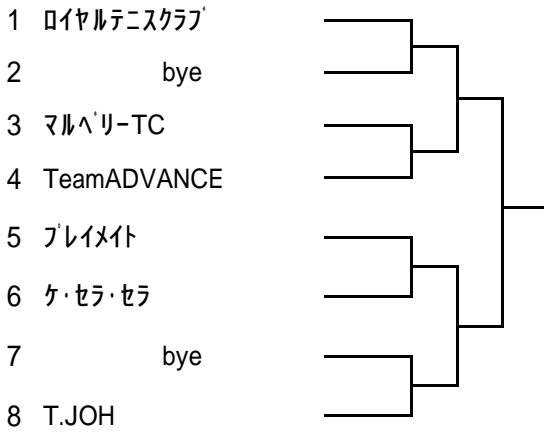 1 ﾛｲﾔﾙﾃﾆｽｸﾗﾌﾞ
2 bye
3 ﾏﾙﾍﾞﾘｰTC
4 TeamADVANCE
5 ﾌﾟﾚｲﾒｲﾄ
6 ｹ･ｾﾗ･ｾﾗ
7 bye
8 T.JOH